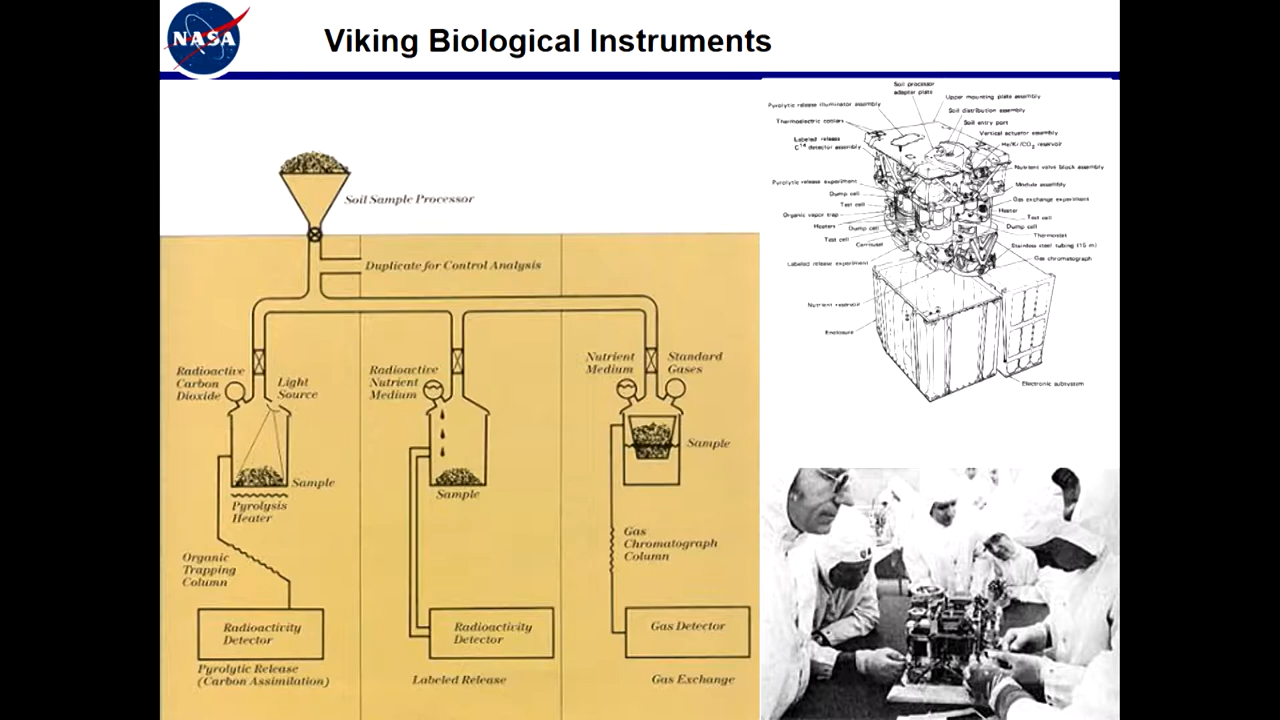 NASA
Viking Biological Instruments
Soil Sample Processor
Duplicate for Control Analysis
Radioactive
Carbon
Dioxide
Light
Source
Sample
Pyrolysis
Heater
Organic
Trapping
Column
Radioactivity
Detector
Pyrolytic Release
(Carbon Assimilation)
Radioactive
Nutrient
Medium
Sample
Radioactivity
Detector
Labeled Release
Nutrient
Medium
Standard
Gases
Sample
Gas
Chromatograph
Column
Gas Detector
Gas Exchange
Soil processor
adapter plate
Pyrolytic release illuminator assembly
Thermoelectric coolers
Labeled release
C14 detector assembly
Pyrolytic release experiment
Dump cell
Test cell
Organic vapor trap
Heaters
Dump cell
Test cell
Carrousel
Labeled release experiment
Nutrient reservoir
Enclosure
Upper mounting plate assembly
Soil distribution assembly
Soil entry port
Vertical actuator assembly
He/Kr/CO2 reservoir
Nutrient valve block assembly
Module assembly
Gas exchange experiment
Heater
Test cell
Dump cell
Thermostat
Stainless steel tubing (15 m)
Gas chromatograph
Electronic subsystem